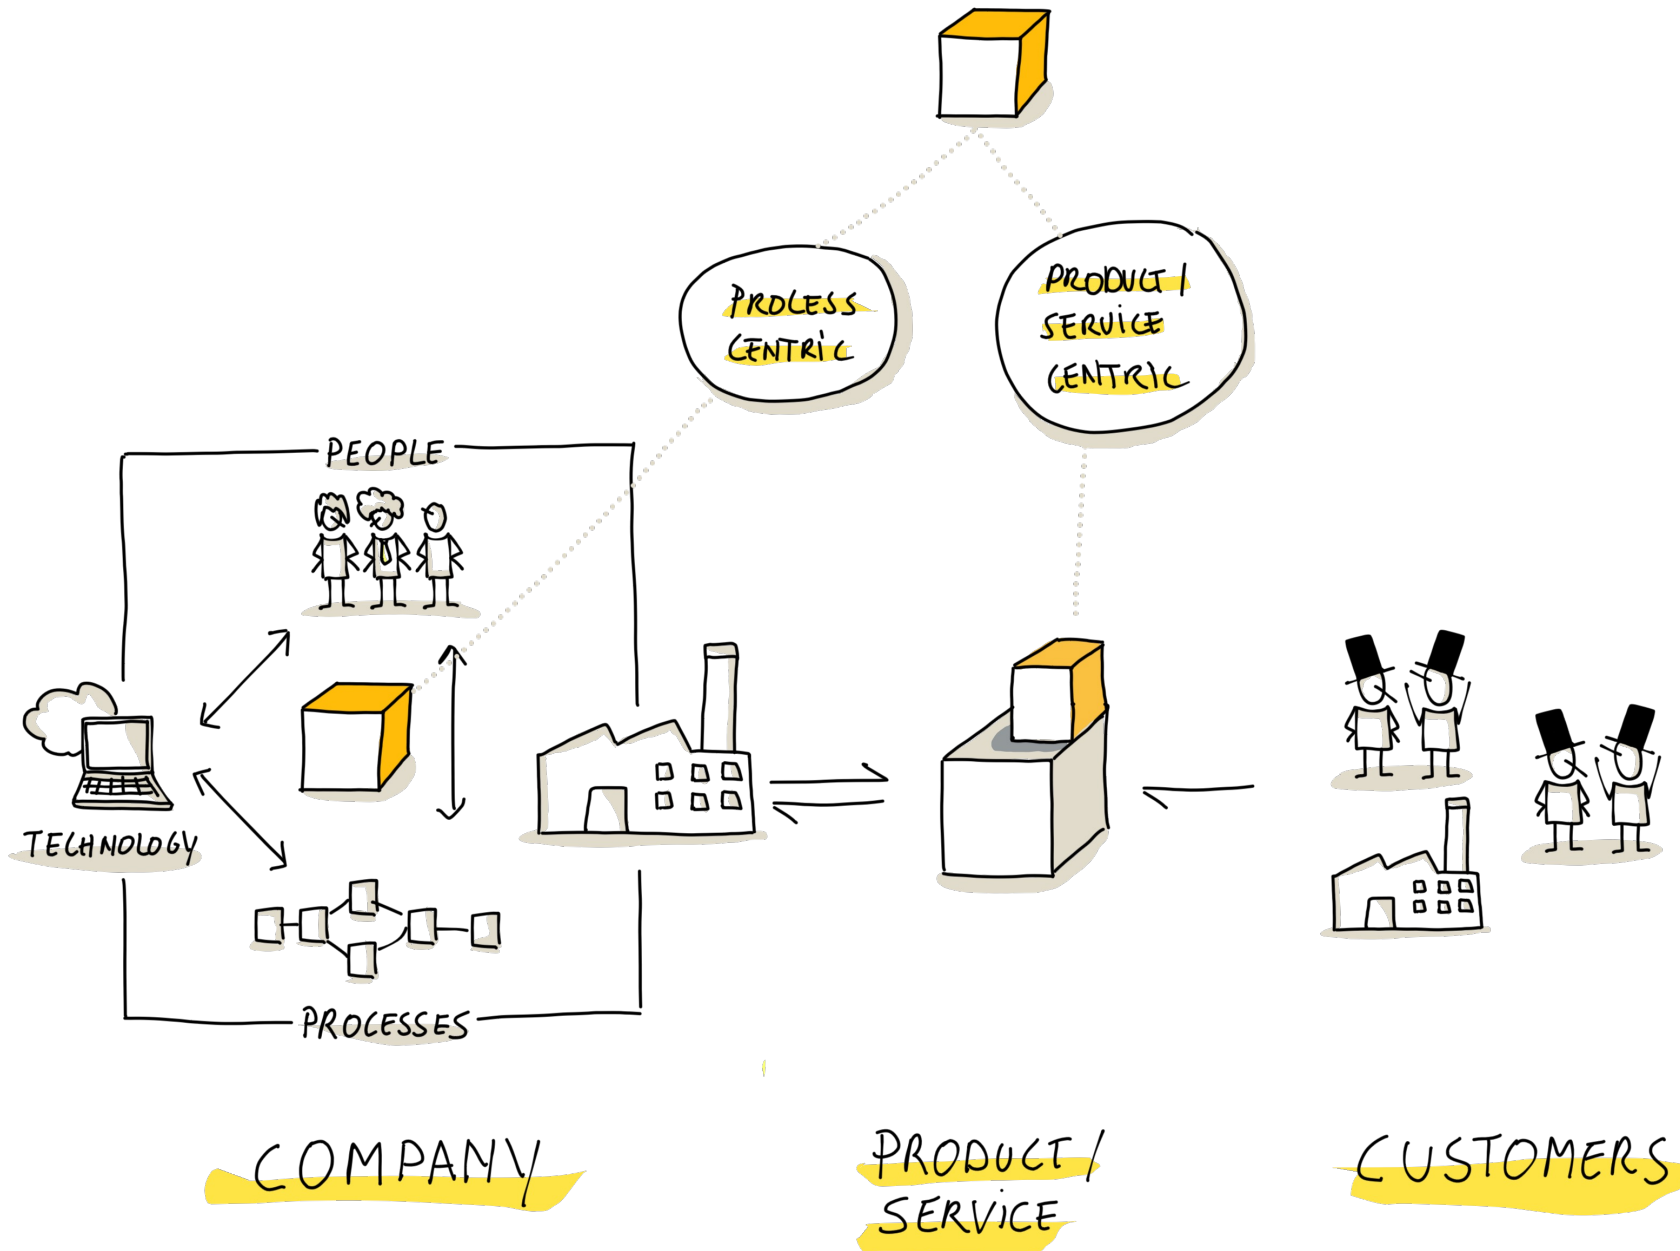 PROCESS
CENTRIC
PRODUCT/
SERVICE
CENTRIC
PEOPLE
TECHNOLOGY
PROCESSES
COMPANY
PRODUCT/
SERVICE
CUSTOMERS